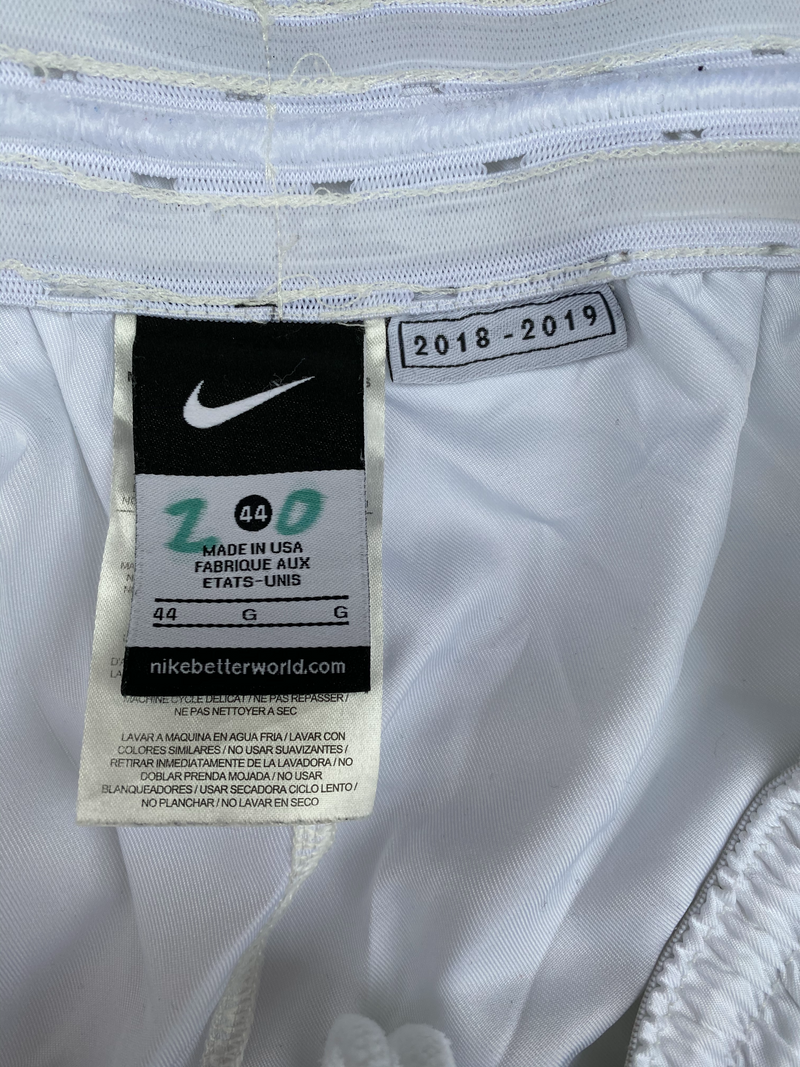 2018-2019
2 44 0
MADE IN USA
FABRIQUE AUX
ETATS-UNIS
44 G G
nikebetterworld.com
MACHINE CYCLE DELICAT / NE PAS REPASSER /
NE PAS NETTOYER A SEC
LAVAR A MAQUINA EN AGUA FRIA / LAVAR CON
COLORES SIMILARES / NO USAR SUAVIZANTES /
RETIRAR INMEDIATAMENTE DE LA LAVADORA / NO
DOBLAR PRENDA MOJADA / NO USAR
BLANQUEADORES / USAR SECADORA CICLO LENTO /
NO PLANCHAR / NO LAVAR EN SECO